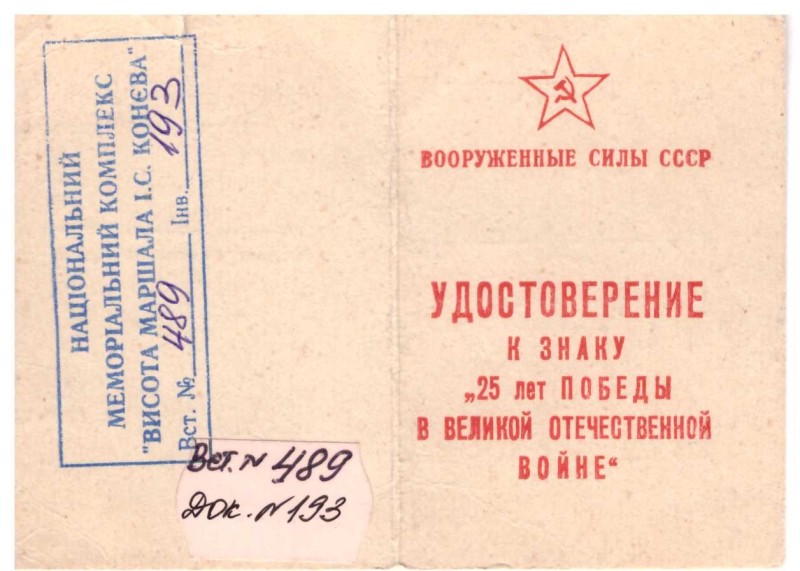 НАЦІОНАЛЬНИЙ
МЕМОРІАЛЬНИЙ КОМПЛЕКС
"ВИСОТА МАРШАЛА І.С. КОНЄВА"
Вст. № 489 Інв. 193
Вст. № 489
Док. № 193
ВООРУЖЕННЫЕ СИЛЫ СССР
УДОСТОВЕРЕНИЕ
К ЗНАКУ
„25 лет ПОБЕДЫ
В ВЕЛИКОЙ ОТЕЧЕСТВЕННОЙ
ВОЙНЕ“